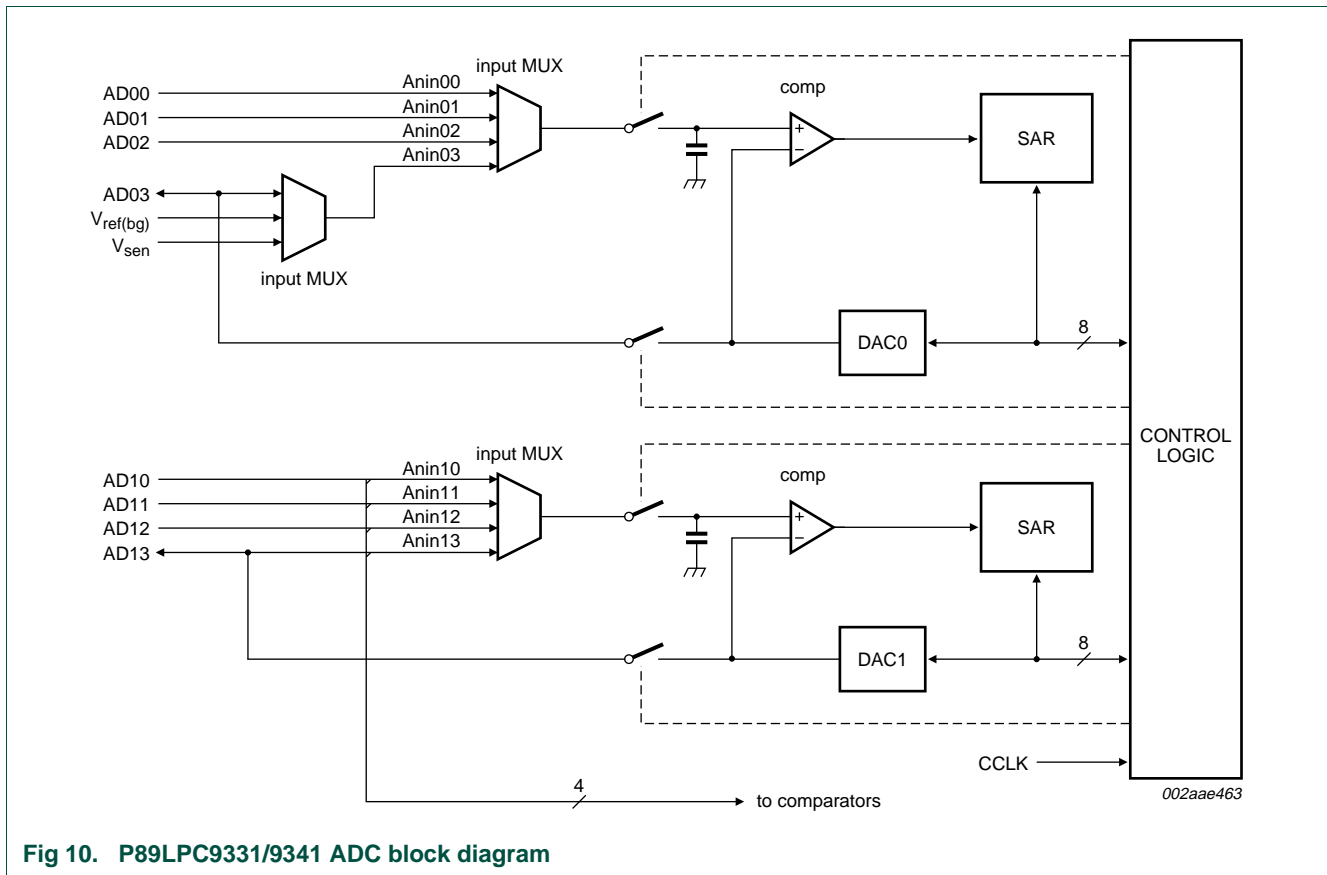 input MUX
comp
Anin00
AD00
Anin01
AD01
Anin02
AD02
Anin03
+
−
SAR
AD03
Vref(bg)
Vsen
input MUX
DAC0
8
CONTROL
LOGIC
input MUX
comp
Anin10
AD10
Anin11
AD11
Anin12
AD12
Anin13
AD13
+
−
SAR
DAC1
8
CCLK
4
to comparators
002aae463
Fig 10. P89LPC9331/9341 ADC block diagram